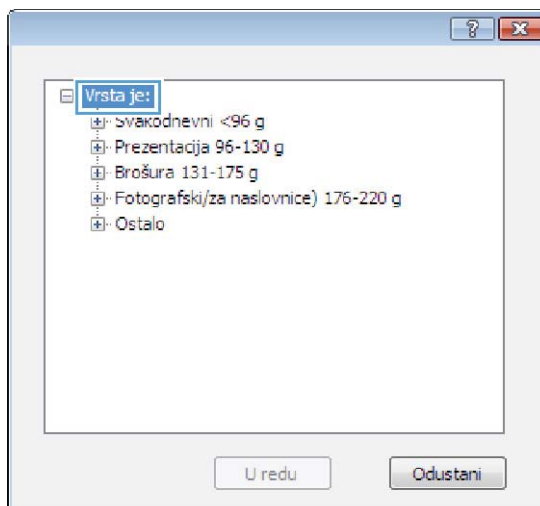 Vrsta je:
Svakodnevni <96 g
Prezentacija 96-130 g
Brošura 131-175 g
Fotografski/za naslovnice) 176-220 g
Ostalo
U redu
Odustani